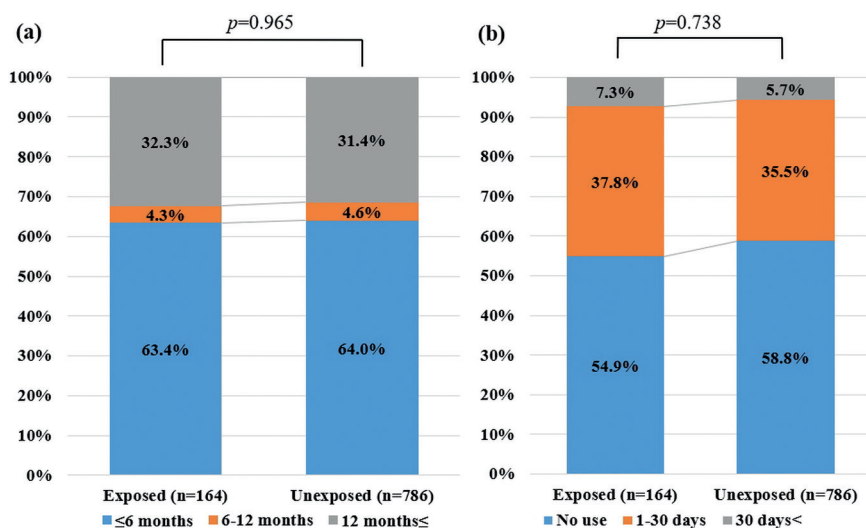 (a)
p=0.965
100%
90%
80%
70%
60%
50%
40%
30%
20%
10%
0%
32.3%
31.4%
4.3%
4.6%
63.4%
64.0%
Exposed (n=164)
Unexposed (n=786)
≤6 months
6-12 months
12 months≤
(b)
p=0.738
100%
90%
80%
70%
60%
50%
40%
30%
20%
10%
0%
7.3%
5.7%
37.8%
35.5%
54.9%
58.8%
Exposed (n=164)
Unexposed (n=786)
No use
1-30 days
30 days<